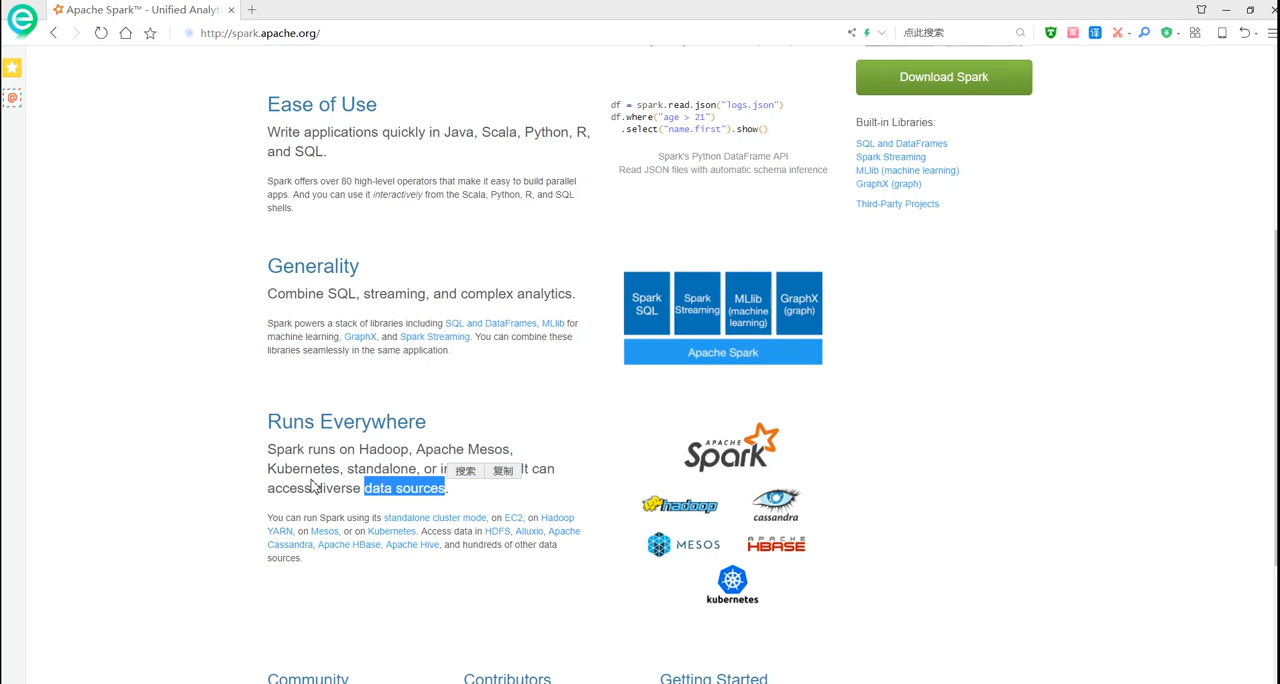 Apache Spark™ - Unified Analyti
http://spark.apache.org/
点此搜索
译
Download Spark
Ease of Use
Write applications quickly in Java, Scala, Python, R,
and SQL.
Spark offers over 80 high-level operators that make it easy to build parallel
apps. And you can use it interactively from the Scala, Python, R, and SQL
shells.
df = spark.read.json("logs.json")
df.where("age > 21")
.select("name.first").show()
Spark's Python DataFrame API
Read JSON files with automatic schema inference
Built-in Libraries:
SQL and DataFrames
Spark Streaming
MLlib (machine learning)
GraphX (graph)
Third-Party Projects
Generality
Combine SQL, streaming, and complex analytics.
Spark powers a stack of libraries including SQL and DataFrames, MLlib for
machine learning, GraphX, and Spark Streaming. You can combine these
libraries seamlessly in the same application.
Spark
SQL
Spark
Streaming
MLlib
(machine
learning)
GraphX
(graph)
Apache Spark
Runs Everywhere
Spark runs on Hadoop, Apache Mesos,
Kubernetes, standalone, or in It can
搜索 复制
access diverse data sources.
You can run Spark using its standalone cluster mode, on EC2, on Hadoop
YARN, on Mesos, or on Kubernetes. Access data in HDFS, Alluxio, Apache
Cassandra, Apache HBase, Apache Hive, and hundreds of other data
sources.
APACHE
Spark
hadoop
cassandra
MESOS
APACHE
HBASE
kubernetes
Community
Contributors
Getting Started